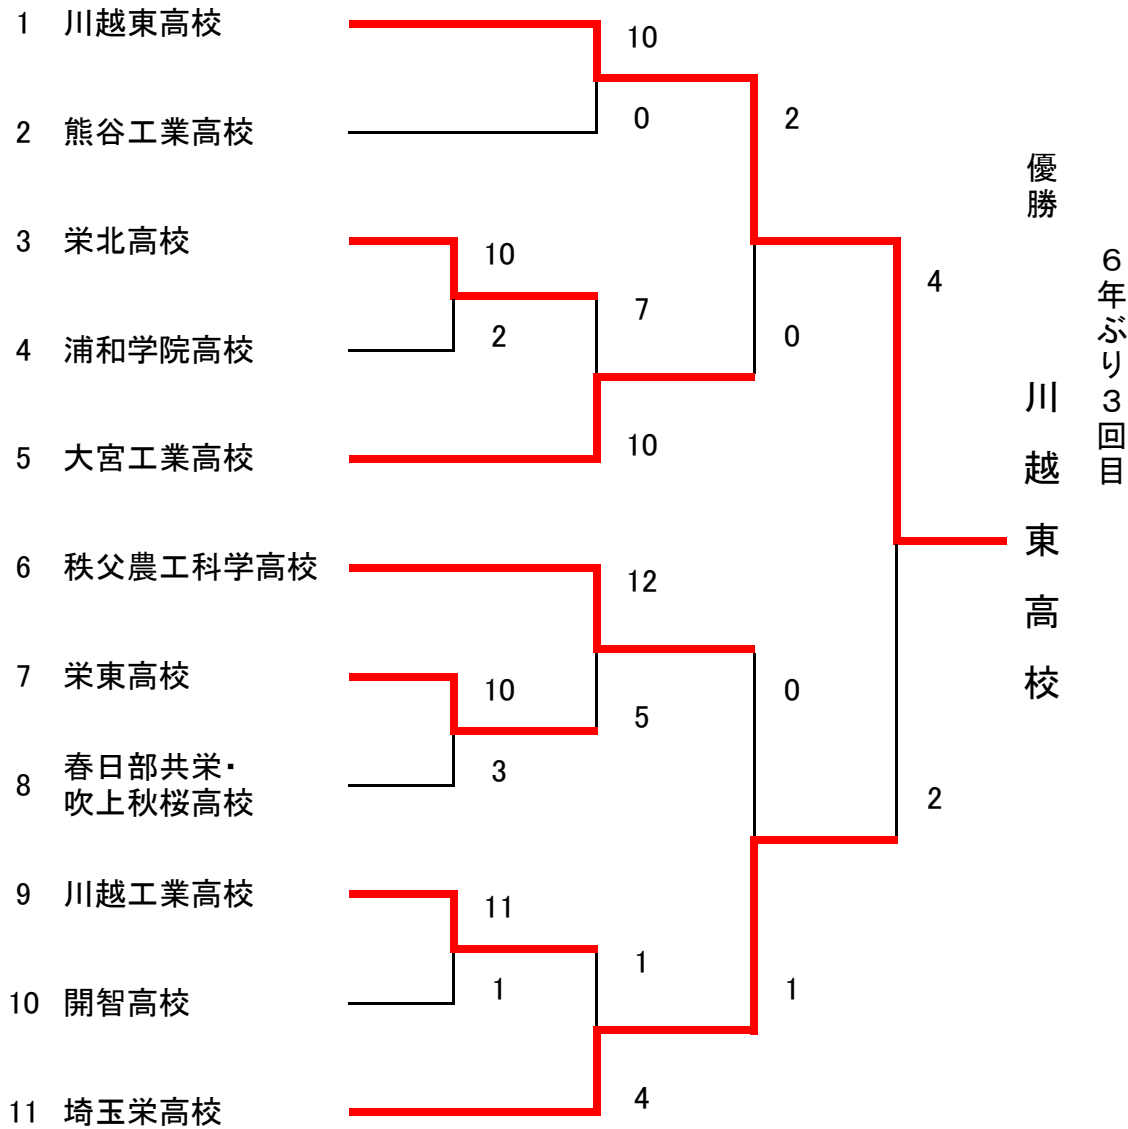 1 川越東高校
10
0
2 熊谷工業高校
2
3 栄北高校
10
7
2
4 浦和学院高校
0
5 大宮工業高校
10
4
6 秩父農工科学高校
12
7 栄東高校
10
5
0
3
8 春日部共栄・
吹上秋桜高校
2
9 川越工業高校
11
1
1
10 開智高校
1
4
11 埼玉栄高校
優勝
川越東高校
６年ぶり３回目